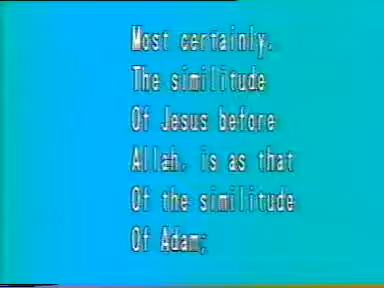 Most certainly,
The similitude
Of Jesus before
Allah, is as that
Of the similitude
Of Adam;